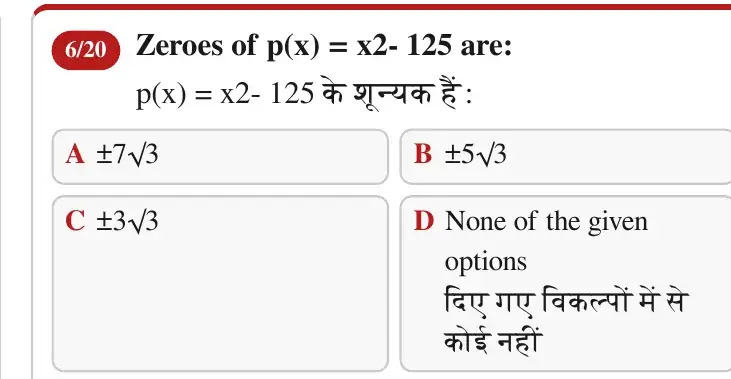 6/20 Zeroes of p(x) = x2- 125 are:
p(x) = x2- 125 के शून्यक हैं :
A ±7√3
B ±5√3
C ±3√3
D None of the given
options
दिए गए विकल्पों में से
कोई नहीं